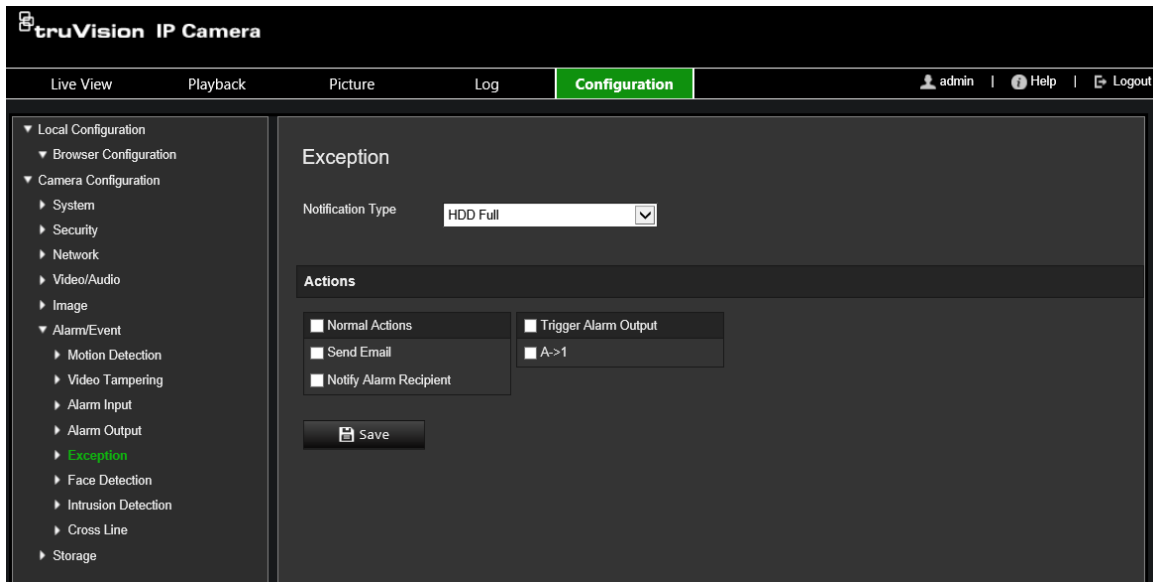 truVision IP Camera
Live View Playback Picture Log Configuration admin | Help | Logout
Local Configuration
Browser Configuration
Camera Configuration
System
Security
Network
Video/Audio
Image
Alarm/Event
Motion Detection
Video Tampering
Alarm Input
Alarm Output
Exception
Face Detection
Intrusion Detection
Cross Line
Storage
Exception
Notification Type HDD Full
Actions
Normal Actions Trigger Alarm Output
Send Email A->1
Notify Alarm Recipient
Save